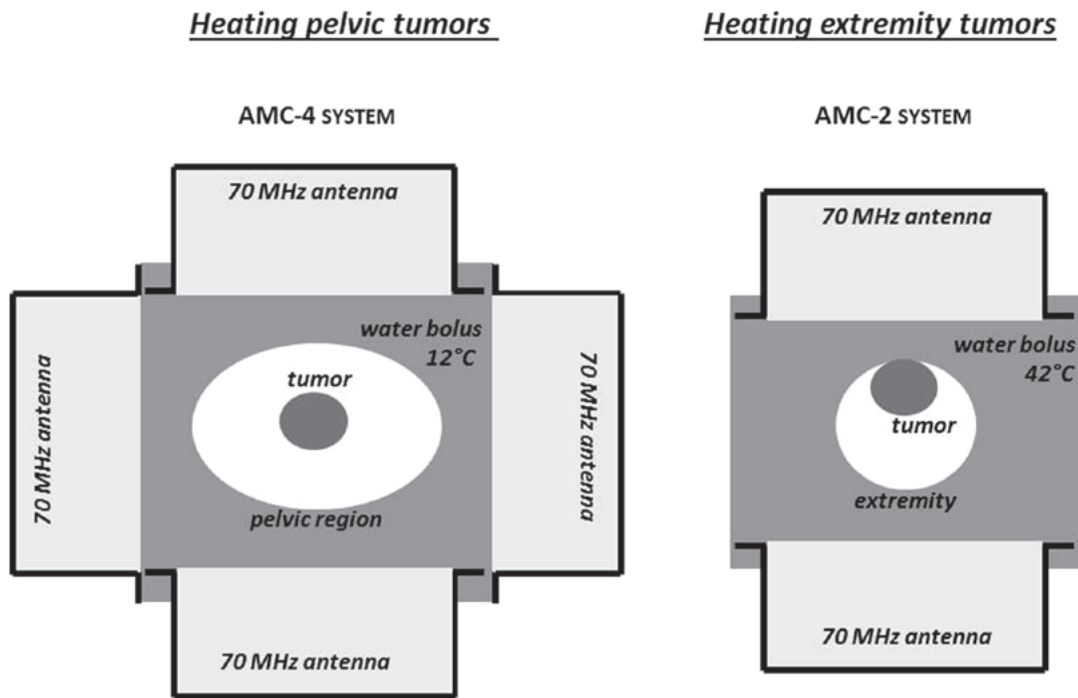 Heating pelvic tumors
AMC-4 SYSTEM
70 MHz antenna
70 MHz antenna
water bolus
12°C
tumor
pelvic region
70 MHz antenna
70 MHz antenna
Heating extremity tumors
AMC-2 SYSTEM
70 MHz antenna
water bolus
42°C
tumor
extremity
70 MHz antenna